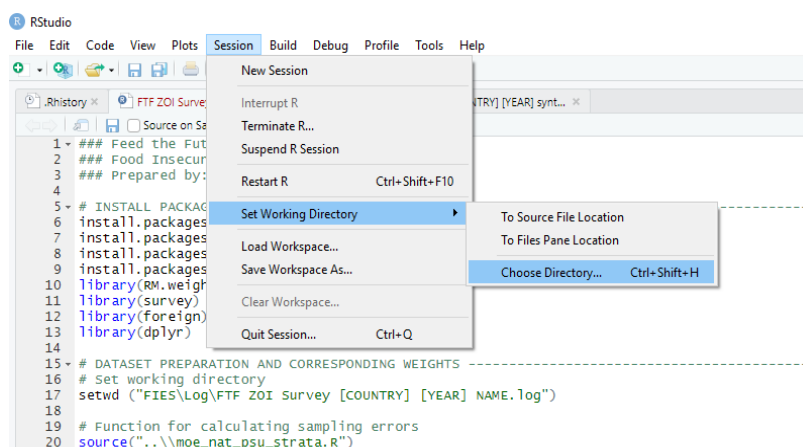 RStudio
File Edit Code View Plots Session Build Debug Profile Tools Help
New Session
Interrupt R
Terminate R...
Suspend R Session
Restart R Ctrl+Shift+F10
Set Working Directory
Load Workspace...
Save Workspace As...
Clear Workspace...
Quit Session... Ctrl+Q
To Source File Location
To Files Pane Location
Choose Directory... Ctrl+Shift+H
.Rhistory × FTF ZOI Surve NTRY] [YEAR] synt... ×
Source on Sa
1 ### Feed the Fut
2 ### Food Insecur
3 ### Prepared by:
4
5 # INSTALL PACKAG
6 install.packages
7 install.packages
8 install.packages
9 install.packages
10 library(RM.weigh
11 library(survey)
12 library(foreign)
13 library(dplyr)
14
15 # DATASET PREPARATION AND CORRESPONDING WEIGHTS ----------------------------------------
16 # Set working directory
17 setwd ("FIES\Log\FTF ZOI Survey [COUNTRY] [YEAR] NAME.log")
18
19 # Function for calculating sampling errors
20 source("..\\moe_nat_psu_strata.R")